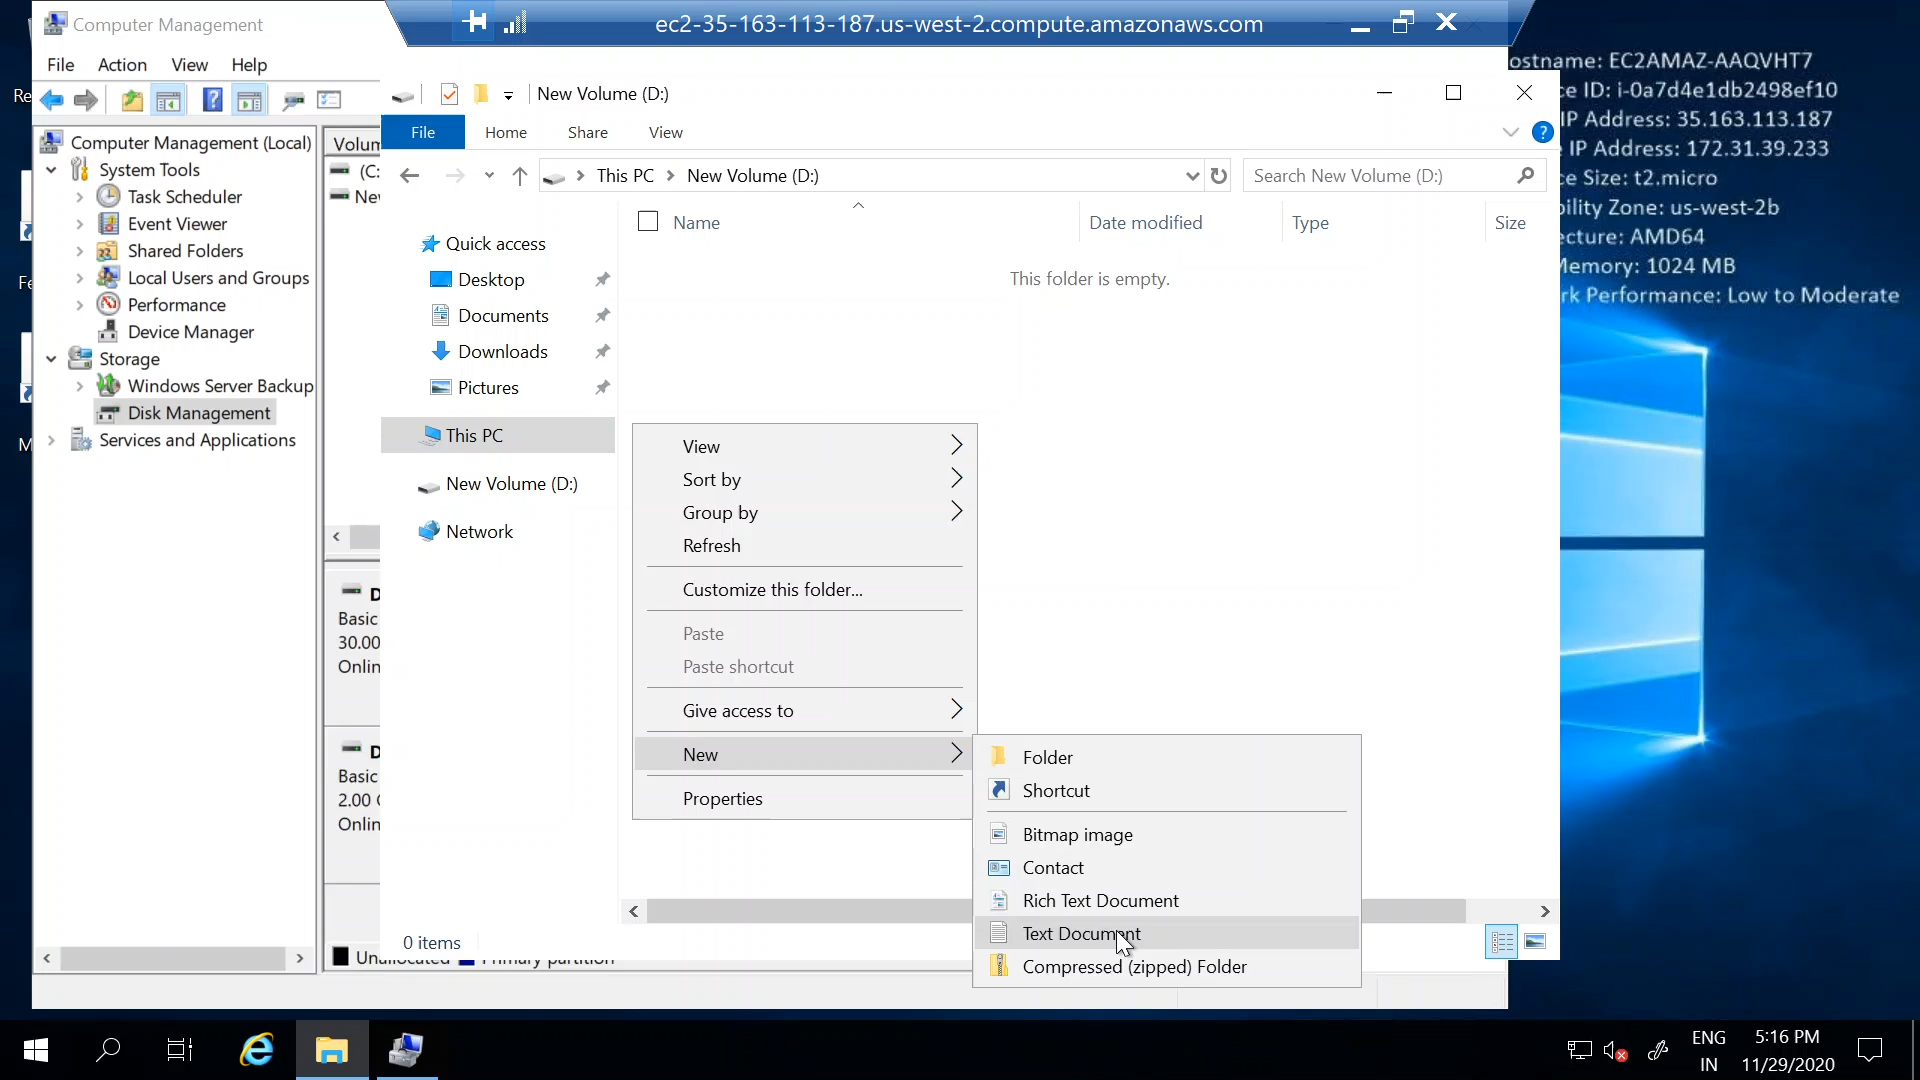 Computer Management
ec2-35-163-113-187.us-west-2.compute.amazonaws.com
File Action View Help
New Volume (D:)
File Home Share View
This PC New Volume (D:)
Search New Volume (D:)
Name Date modified Type Size
This folder is empty.
Computer Management (Local)
System Tools
Task Scheduler
Event Viewer
Shared Folders
Local Users and Groups
Performance
Device Manager
Storage
Windows Server Backup
Disk Management
Services and Applications
(C:
Basic
30.00
Onlin
Basic
2.00
Onlin
Quick access
Desktop
Documents
Downloads
Pictures
This PC
New Volume (D:)
Network
0 items
View
Sort by
Group by
Refresh
Customize this folder...
Paste
Paste shortcut
Give access to
New
Properties
Folder
Shortcut
Bitmap image
Contact
Rich Text Document
Text Document
Compressed (zipped) Folder
ostname: EC2AMAZ-AAQVHT7
ce ID: i-0a7d4e1db2498ef10
IP Address: 35.163.113.187
IP Address: 172.31.39.233
ce Size: t2.micro
bility Zone: us-west-2b
ecture: AMD64
Memory: 1024 MB
rk Performance: Low to Moderate
ENG
IN
5:16 PM
11/29/2020